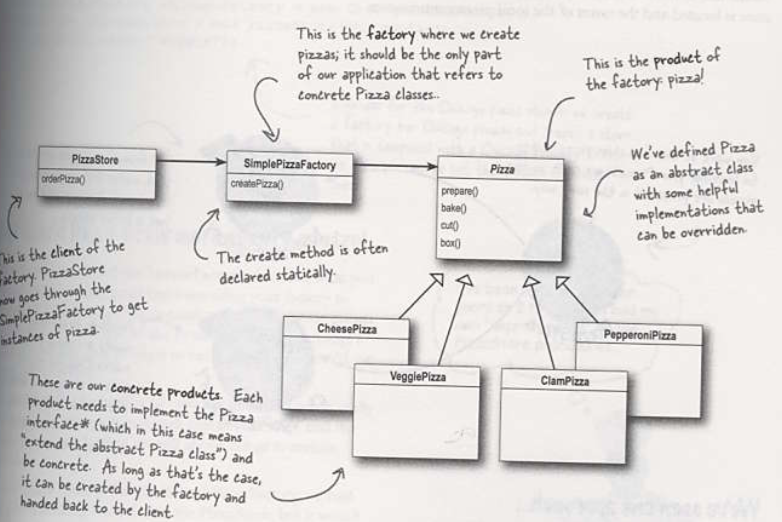 This is the factory where we create
pizzas; it should be the only part
of our application that refers to
concrete Pizza classes..
This is the product of
the factory: pizza!
PizzaStore
orderPizza()
SimplePizzaFactory
createPizza()
Pizza
prepare()
bake()
cut()
box()
We've defined Pizza
as an abstract class
with some helpful
implementations that
can be overridden.
This is the client of the
factory. PizzaStore
now goes through the
SimplePizzaFactory to get
instances of pizza.
The create method is often
declared statically.
CheesePizza
VeggiePizza
ClamPizza
PepperoniPizza
These are our concrete products. Each
product needs to implement the Pizza
interface* (which in this case means
"extend the abstract Pizza class") and
be concrete. As long as that's the case,
it can be created by the factory and
handed back to the client.